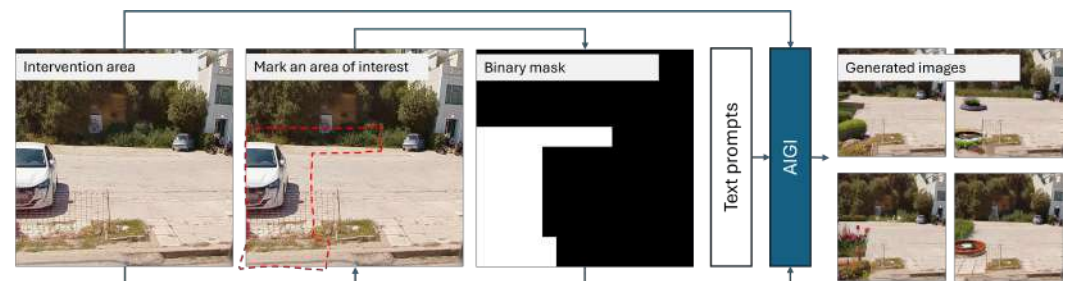 Intervention area
Mark an area of interest
Binary mask
Text prompts
AIGI
Generated images